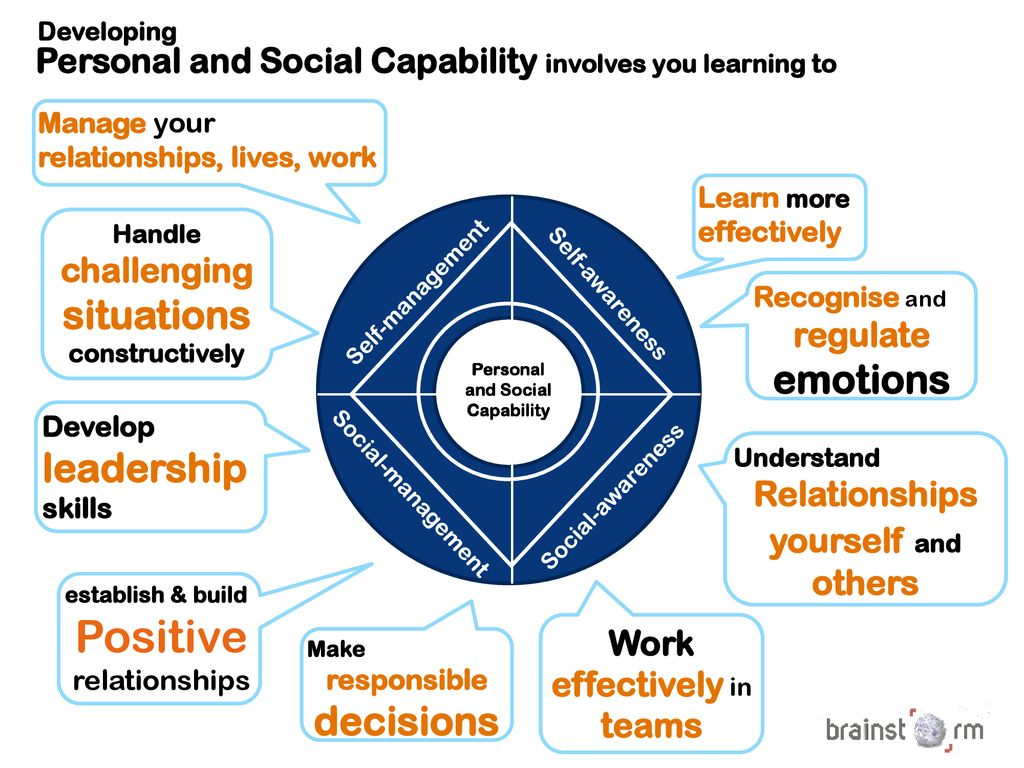 Developing
Personal and Social Capability involves you learning to
Manage your
relationships, lives, work
Learn more
effectively
Handle
challenging
situations
constructively
Self-management
Self-awareness
Recognise and
regulate
emotions
Personal
and Social
Capability
Develop
leadership
skills
Social-management
Social-awareness
Understand
Relationships
yourself and
others
establish & build
Positive
relationships
Make
responsible
decisions
Work
effectively in
teams
brainst rm